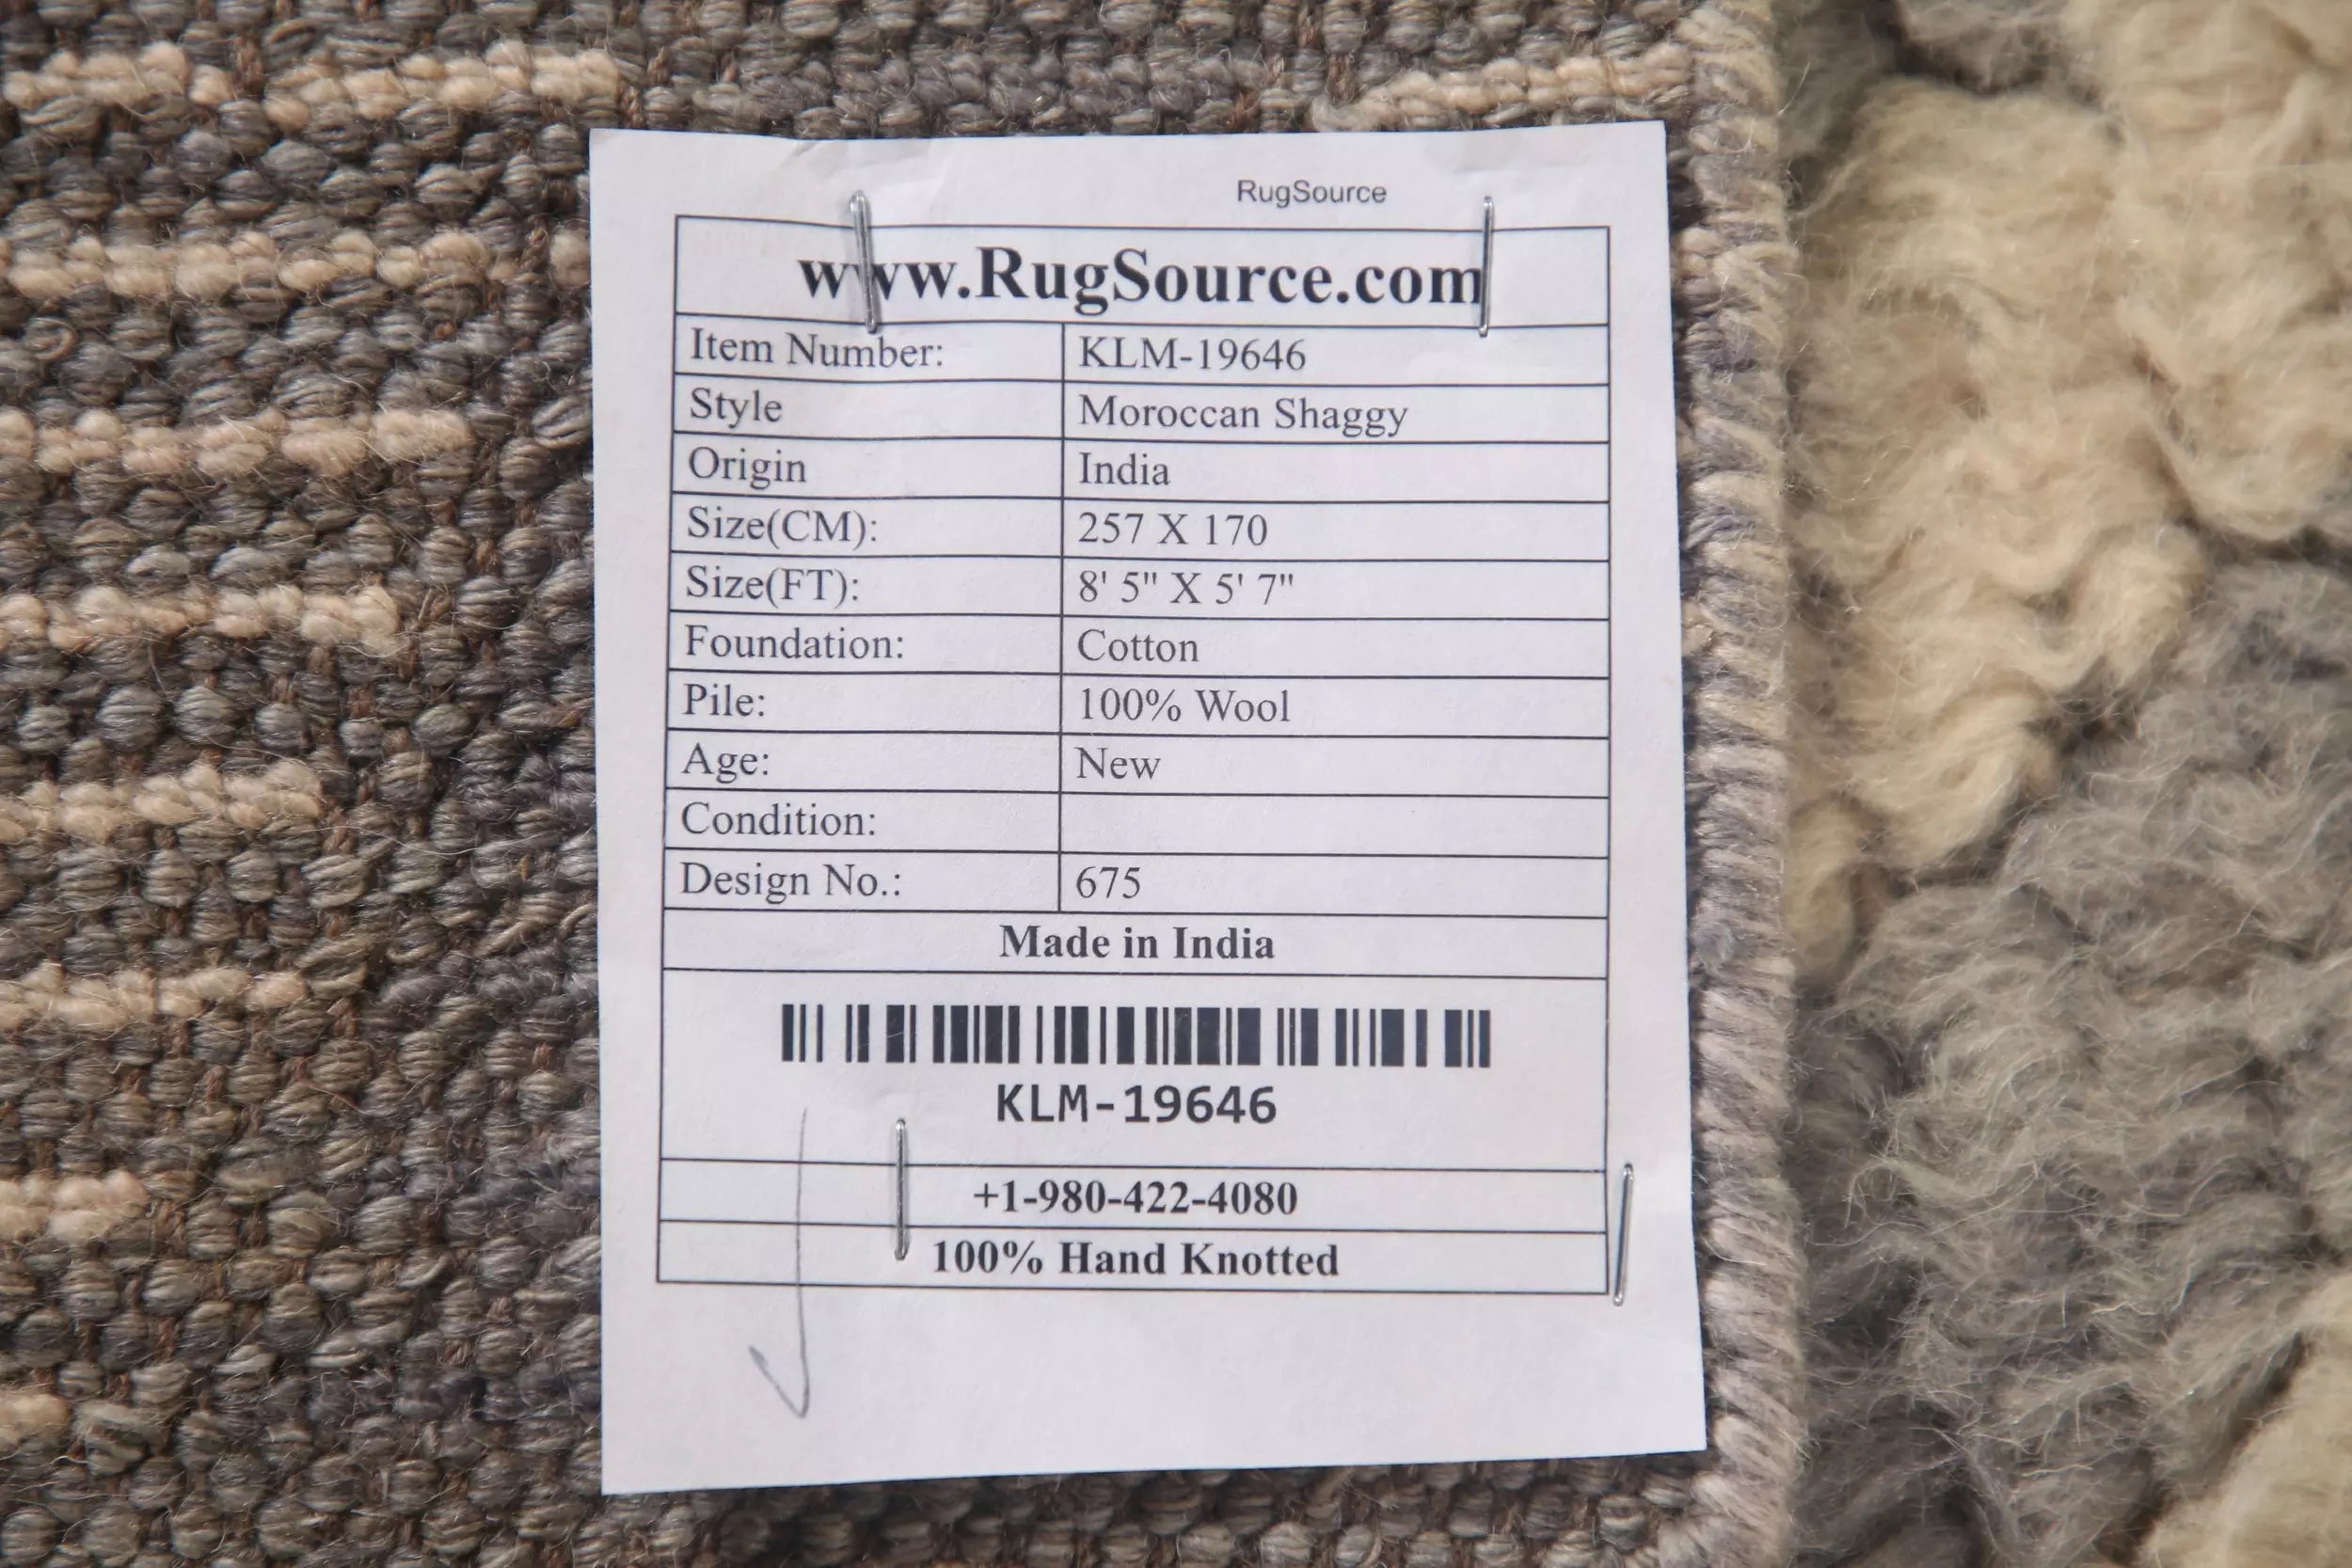 RugSource
www.RugSource.com
Item Number: KLM-19646
Style Moroccan Shaggy
Origin India
Size(CM): 257 X 170
Size(FT): 8' 5" X 5' 7"
Foundation: Cotton
Pile: 100% Wool
Age: New
Condition:
Design No.: 675
Made in India
KLM-19646
+1-980-422-4080
100% Hand Knotted